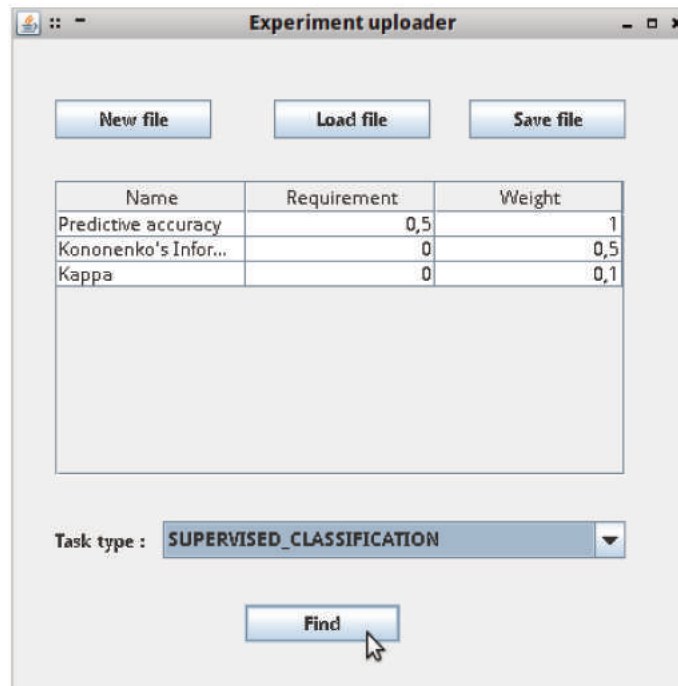 Experiment uploader
New file Load file Save file
Name Requirement Weight
Predictive accuracy 0,5 1
Kononenko's Infor... 0 0,5
Kappa 0 0,1
Task type : SUPERVISED_CLASSIFICATION
Find